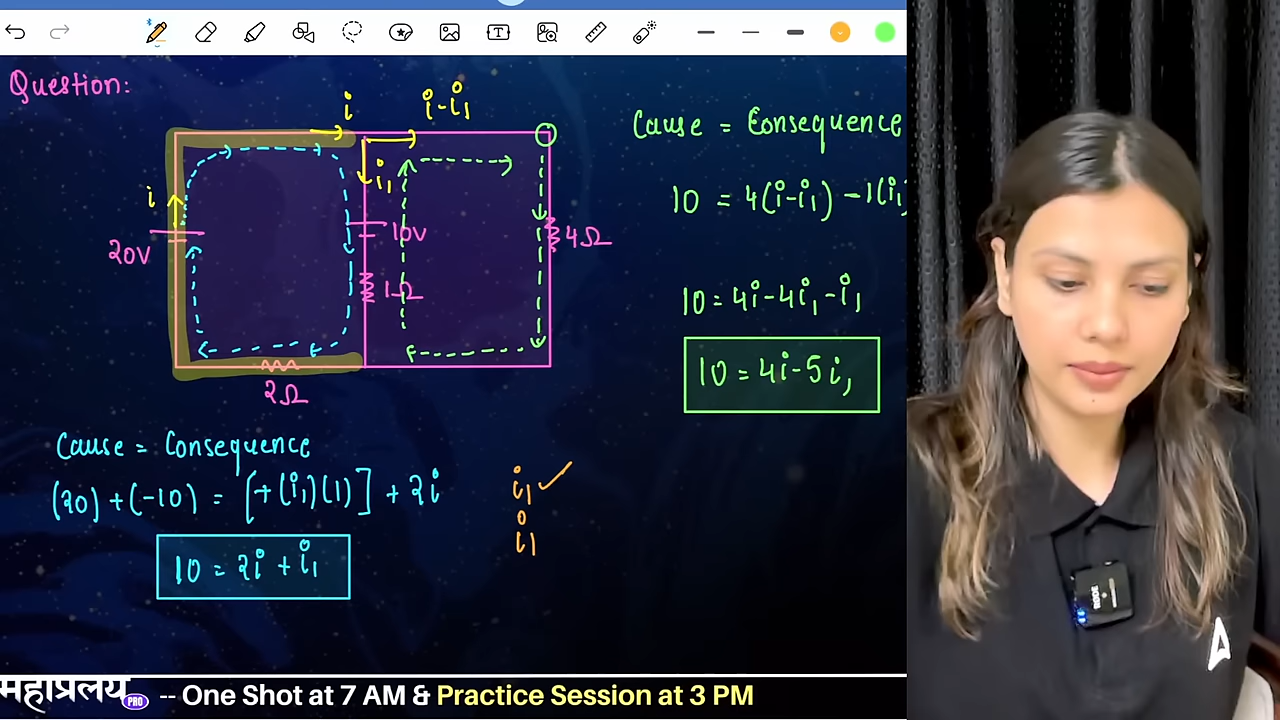 Question:
i
i-i₁
i
i₁
20V
10V
1Ω
4Ω
2Ω
Cause = Consequence
(20)+(-10) = [+(i₁)(1)] + 2i
10 = 2i + i₁
i₁ ✓
i₁
Cause = Consequence
10 = 4(i-i₁) -1(i₁)
10 = 4i-4i₁-i₁
10 = 4i-5i₁
महाप्रलय PRO -- One Shot at 7 AM & Practice Session at 3 PM
RODE